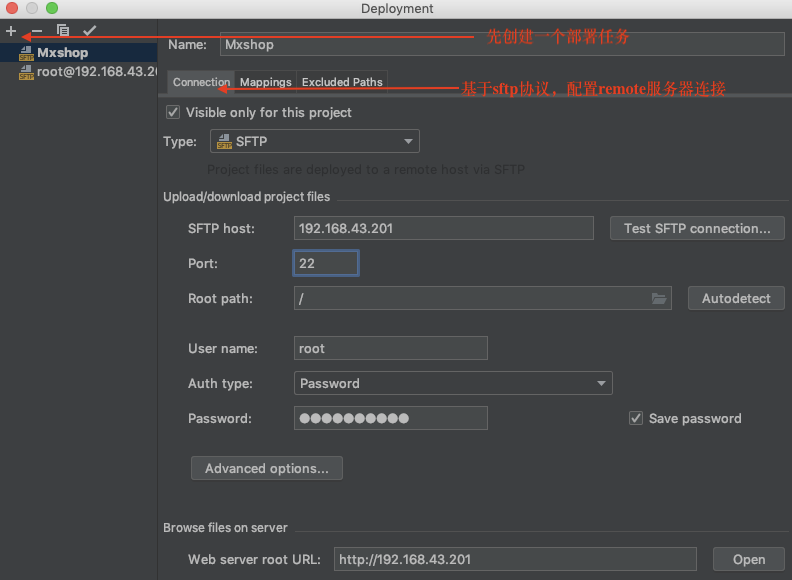 Deployment
先创建一个部署任务
Name: Mxshop
Mxshop
root@192.168.43.20
Connection Mappings Excluded Paths
基于sftp协议，配置remote服务器连接
Visible only for this project
Type: SFTP
Project files are deployed to a remote host via SFTP
Upload/download project files
SFTP host: 192.168.43.201 Test SFTP connection...
Port: 22
Root path: / Autodetect
User name: root
Auth type: Password
Password: ●●●●●●●●●● Save password
Advanced options...
Browse files on server
Web server root URL: http://192.168.43.201 Open